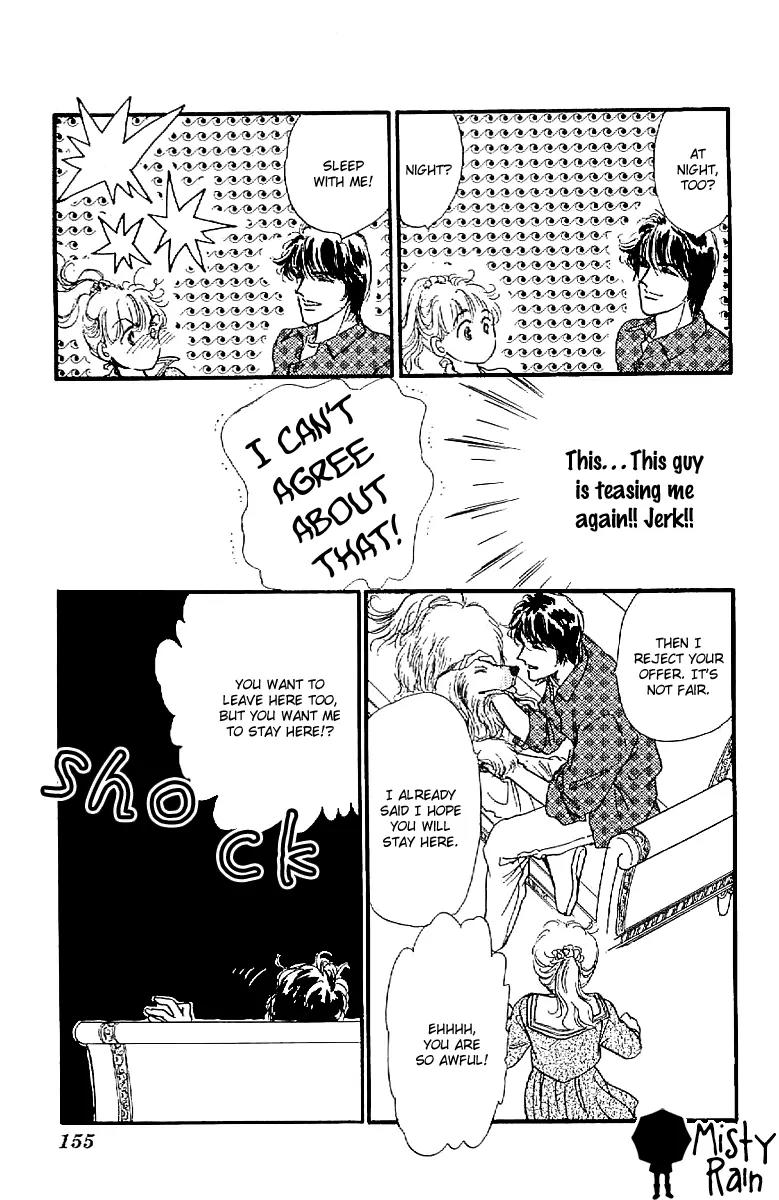 AT
NIGHT,
TOO?
NIGHT?
SLEEP
WITH ME!
This...This guy
is teasing me
again!! Jerk!!
I CAN'T
AGREE
ABOUT
THAT!
THEN I
REJECT YOUR
OFFER. IT'S
NOT FAIR.
I ALREADY
SAID I HOPE
YOU WILL
STAY HERE.
EHHHH,
YOU ARE
SO AWFUL!
YOU WANT TO
LEAVE HERE TOO,
BUT YOU WANT ME
TO STAY HERE!?
Shock
155
Misty
Rain